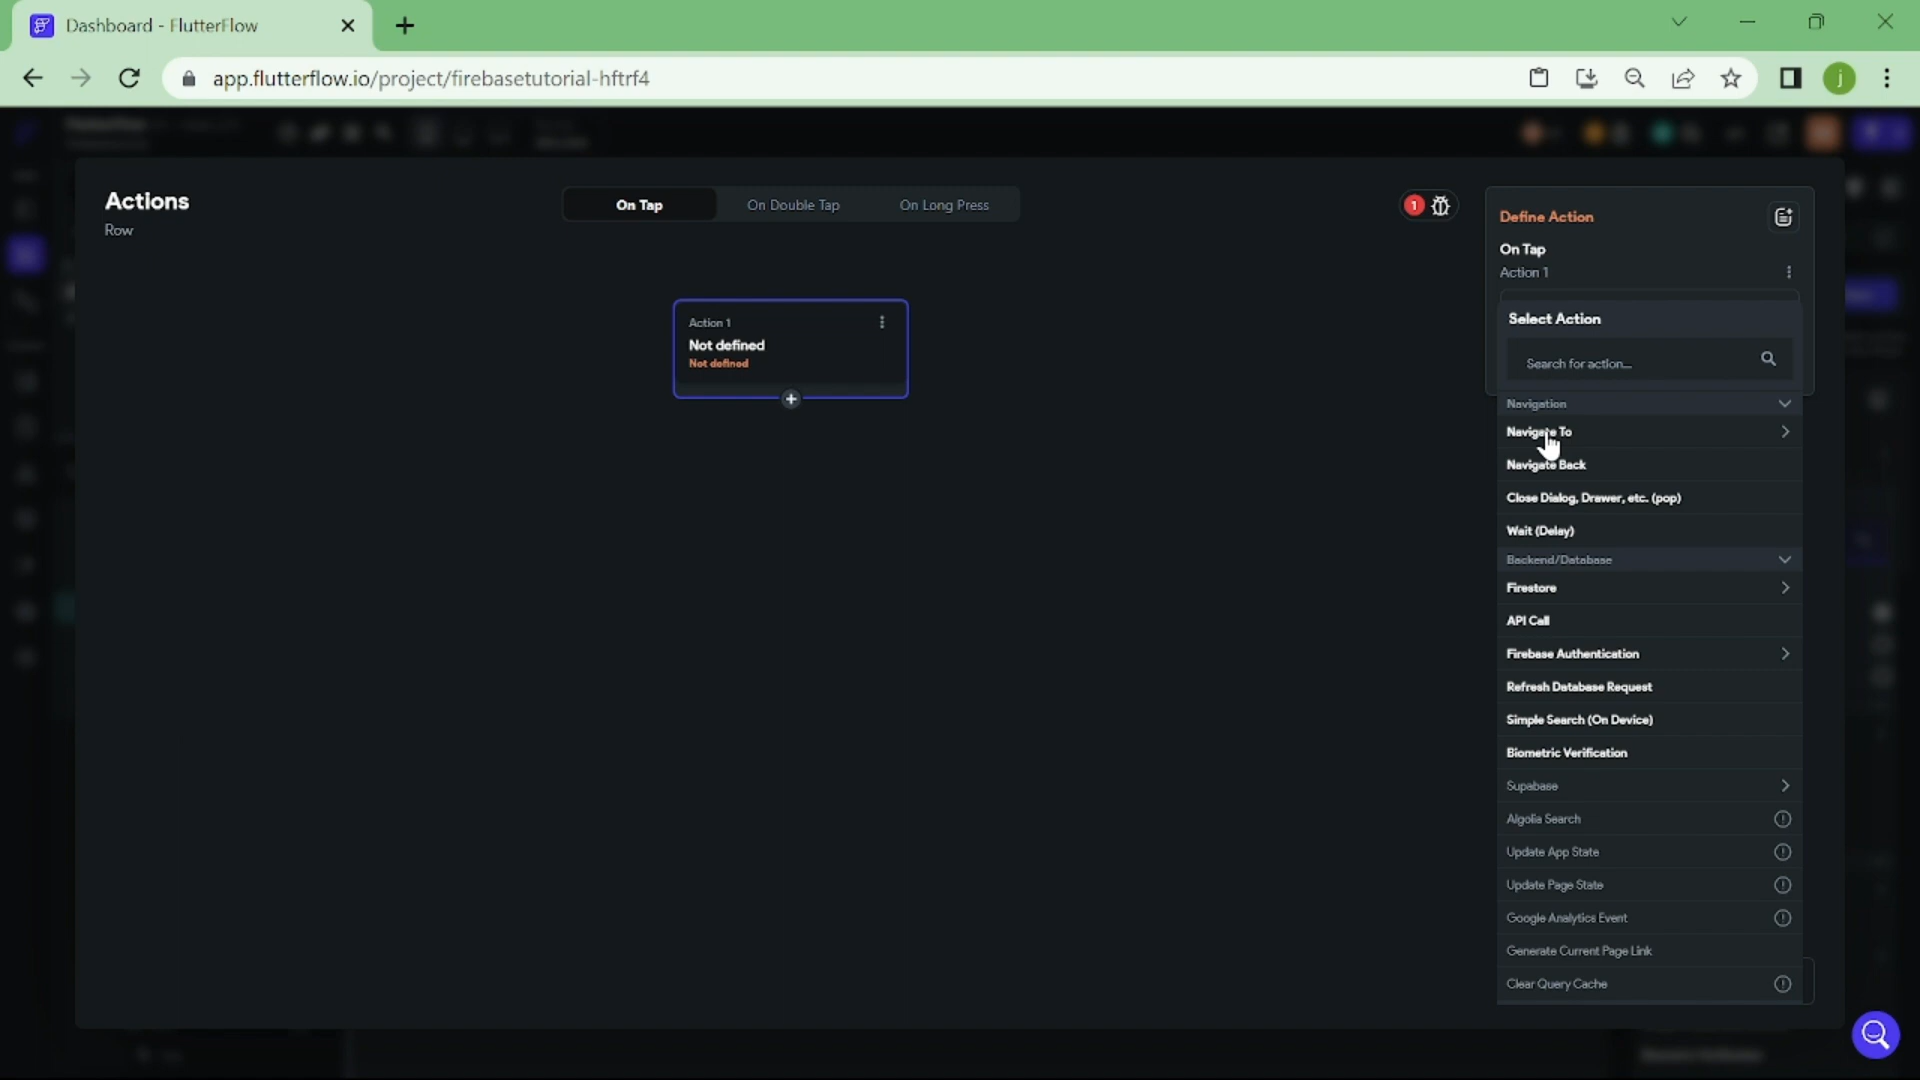 Dashboard - FlutterFlow
app.flutterflow.io/project/firebasetutorial-hftrf4
j
Actions
Row
On Tap
On Double Tap
On Long Press
1
Define Action
On Tap
Action 1
Action 1
Not defined
Not defined
Select Action
Search for action...
Navigation
Navigate To
Navigate Back
Close Dialog, Drawer, etc. (pop)
Wait (Delay)
Backend/Database
Firestore
API Call
Firebase Authentication
Refresh Database Request
Simple Search (On Device)
Biometric Verification
Supabase
Algolia Search
Update App State
Update Page State
Google Analytics Event
Generate Current Page Link
Clear Query Cache